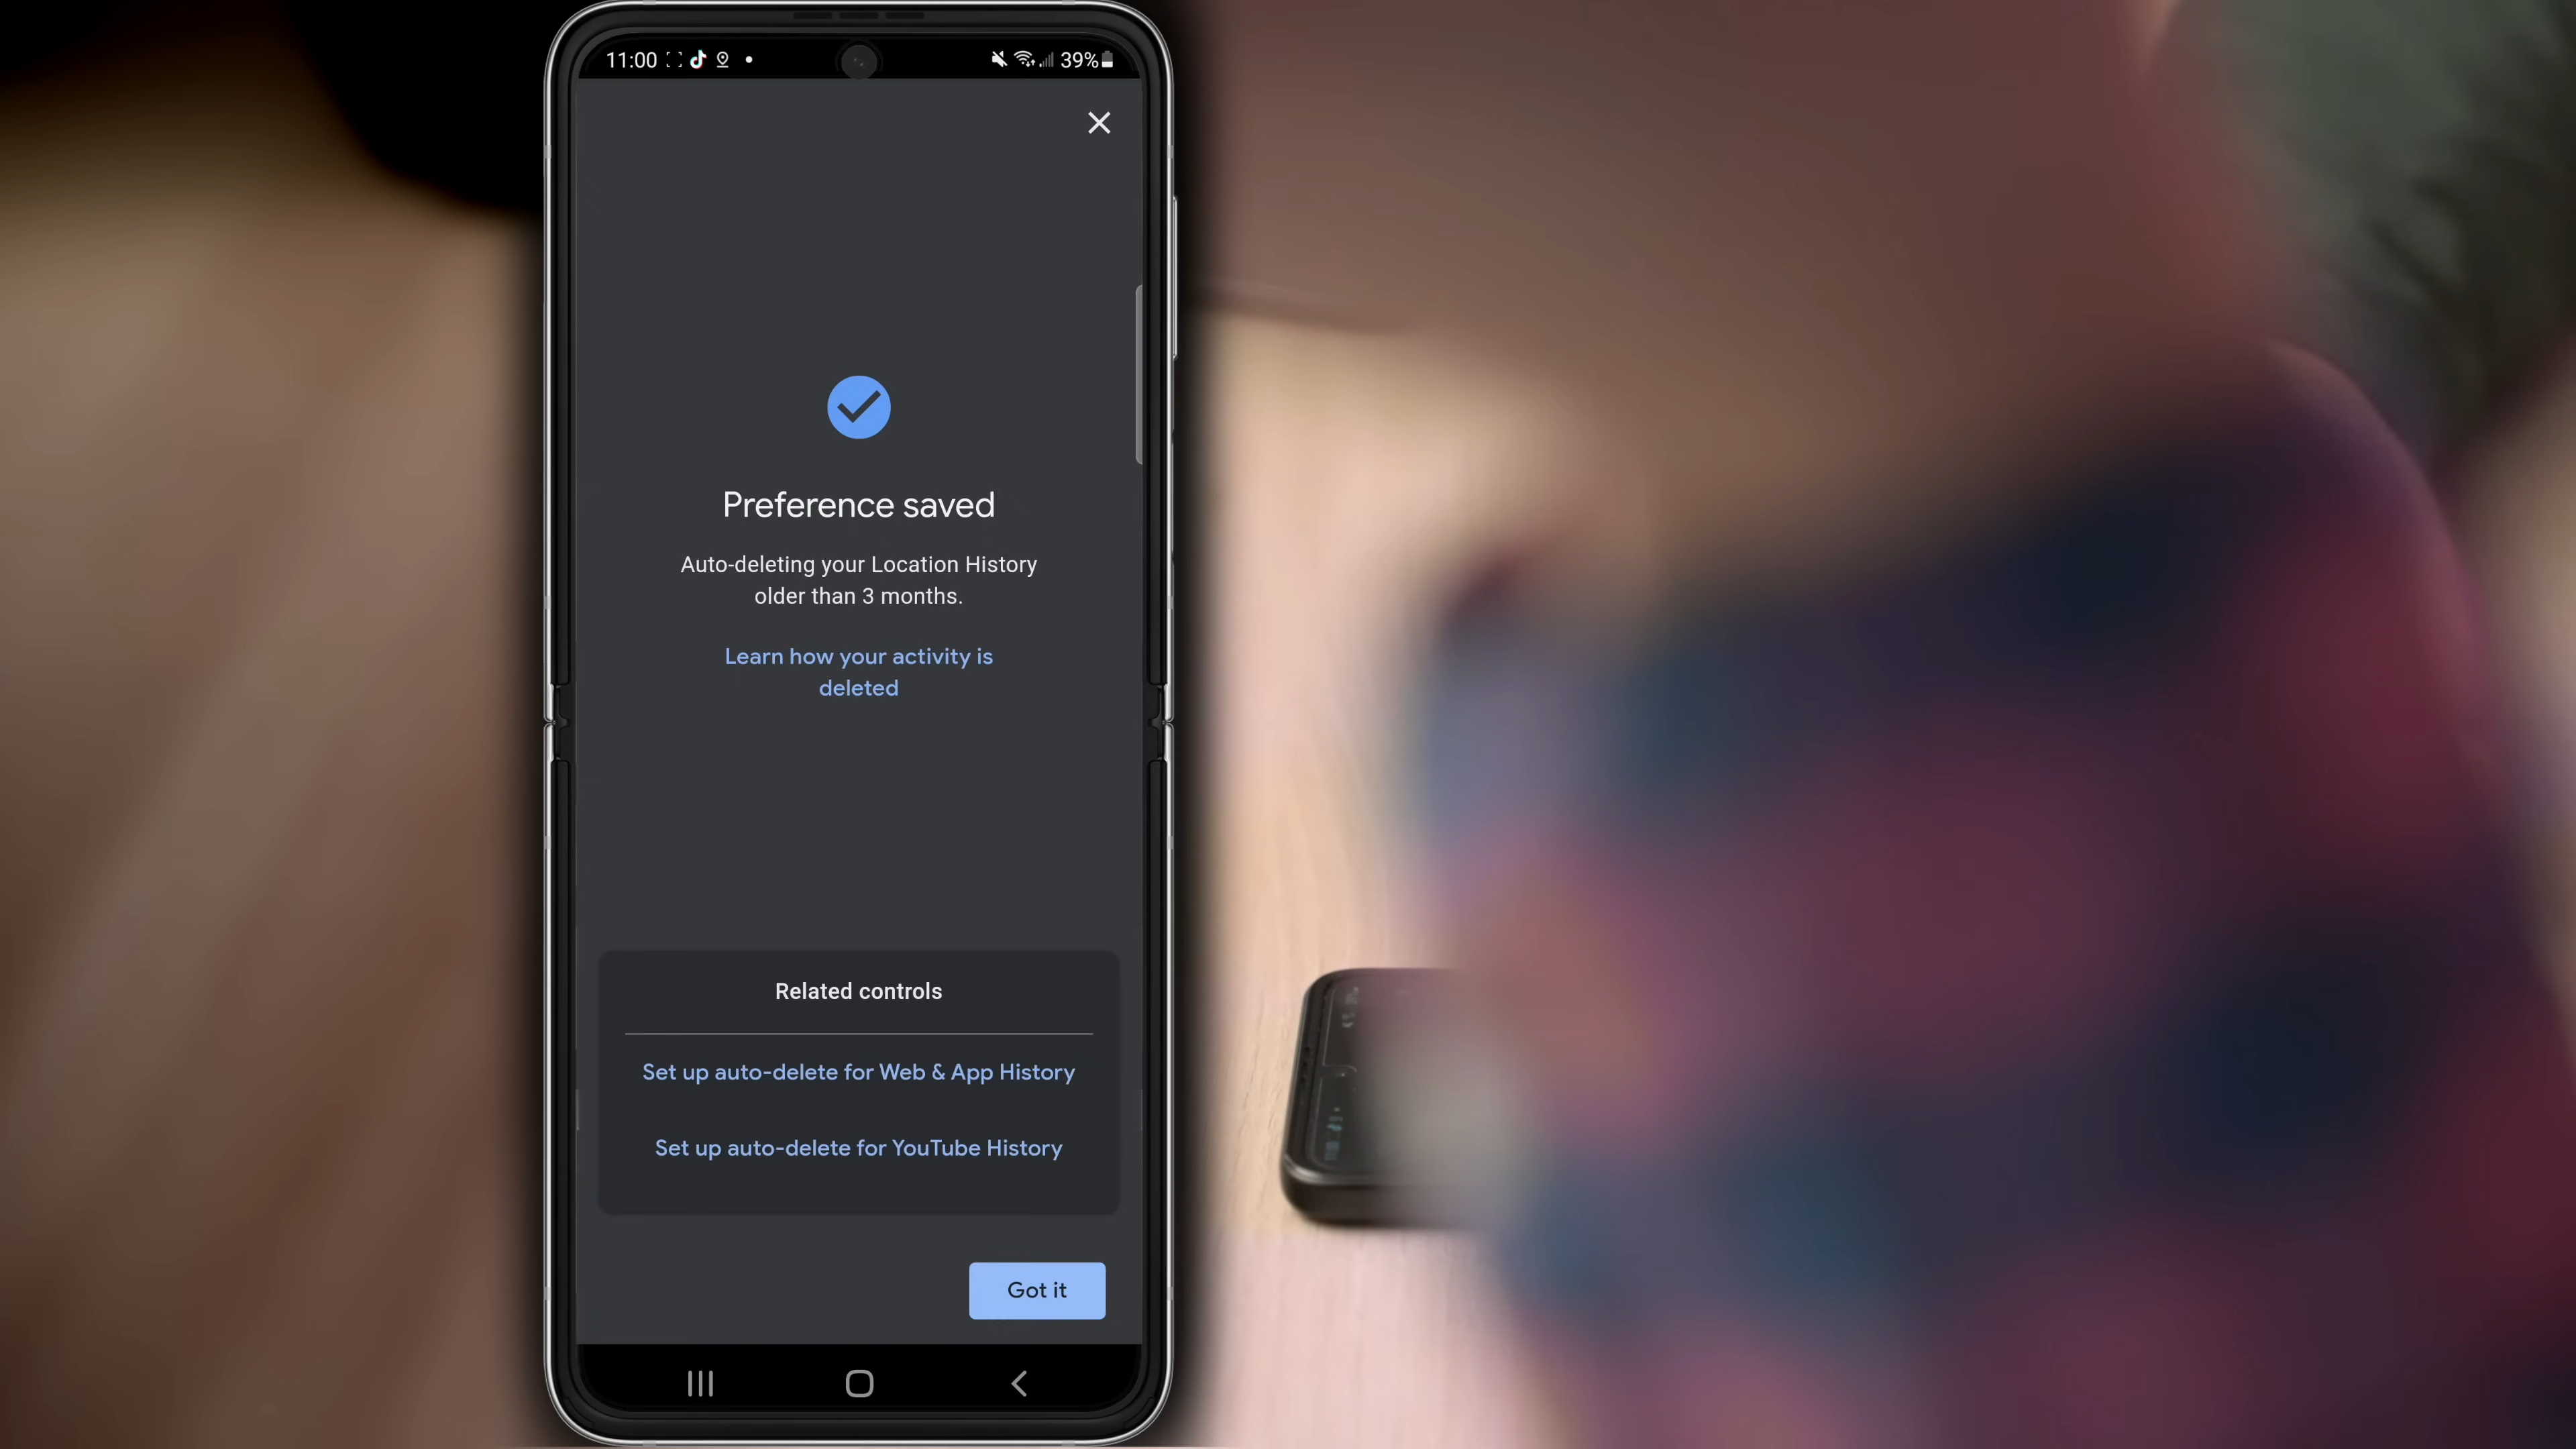 11:00
39%
Preference saved
Auto-deleting your Location History
older than 3 months.
Learn how your activity is
deleted
Related controls
Set up auto-delete for Web & App History
Set up auto-delete for YouTube History
Got it